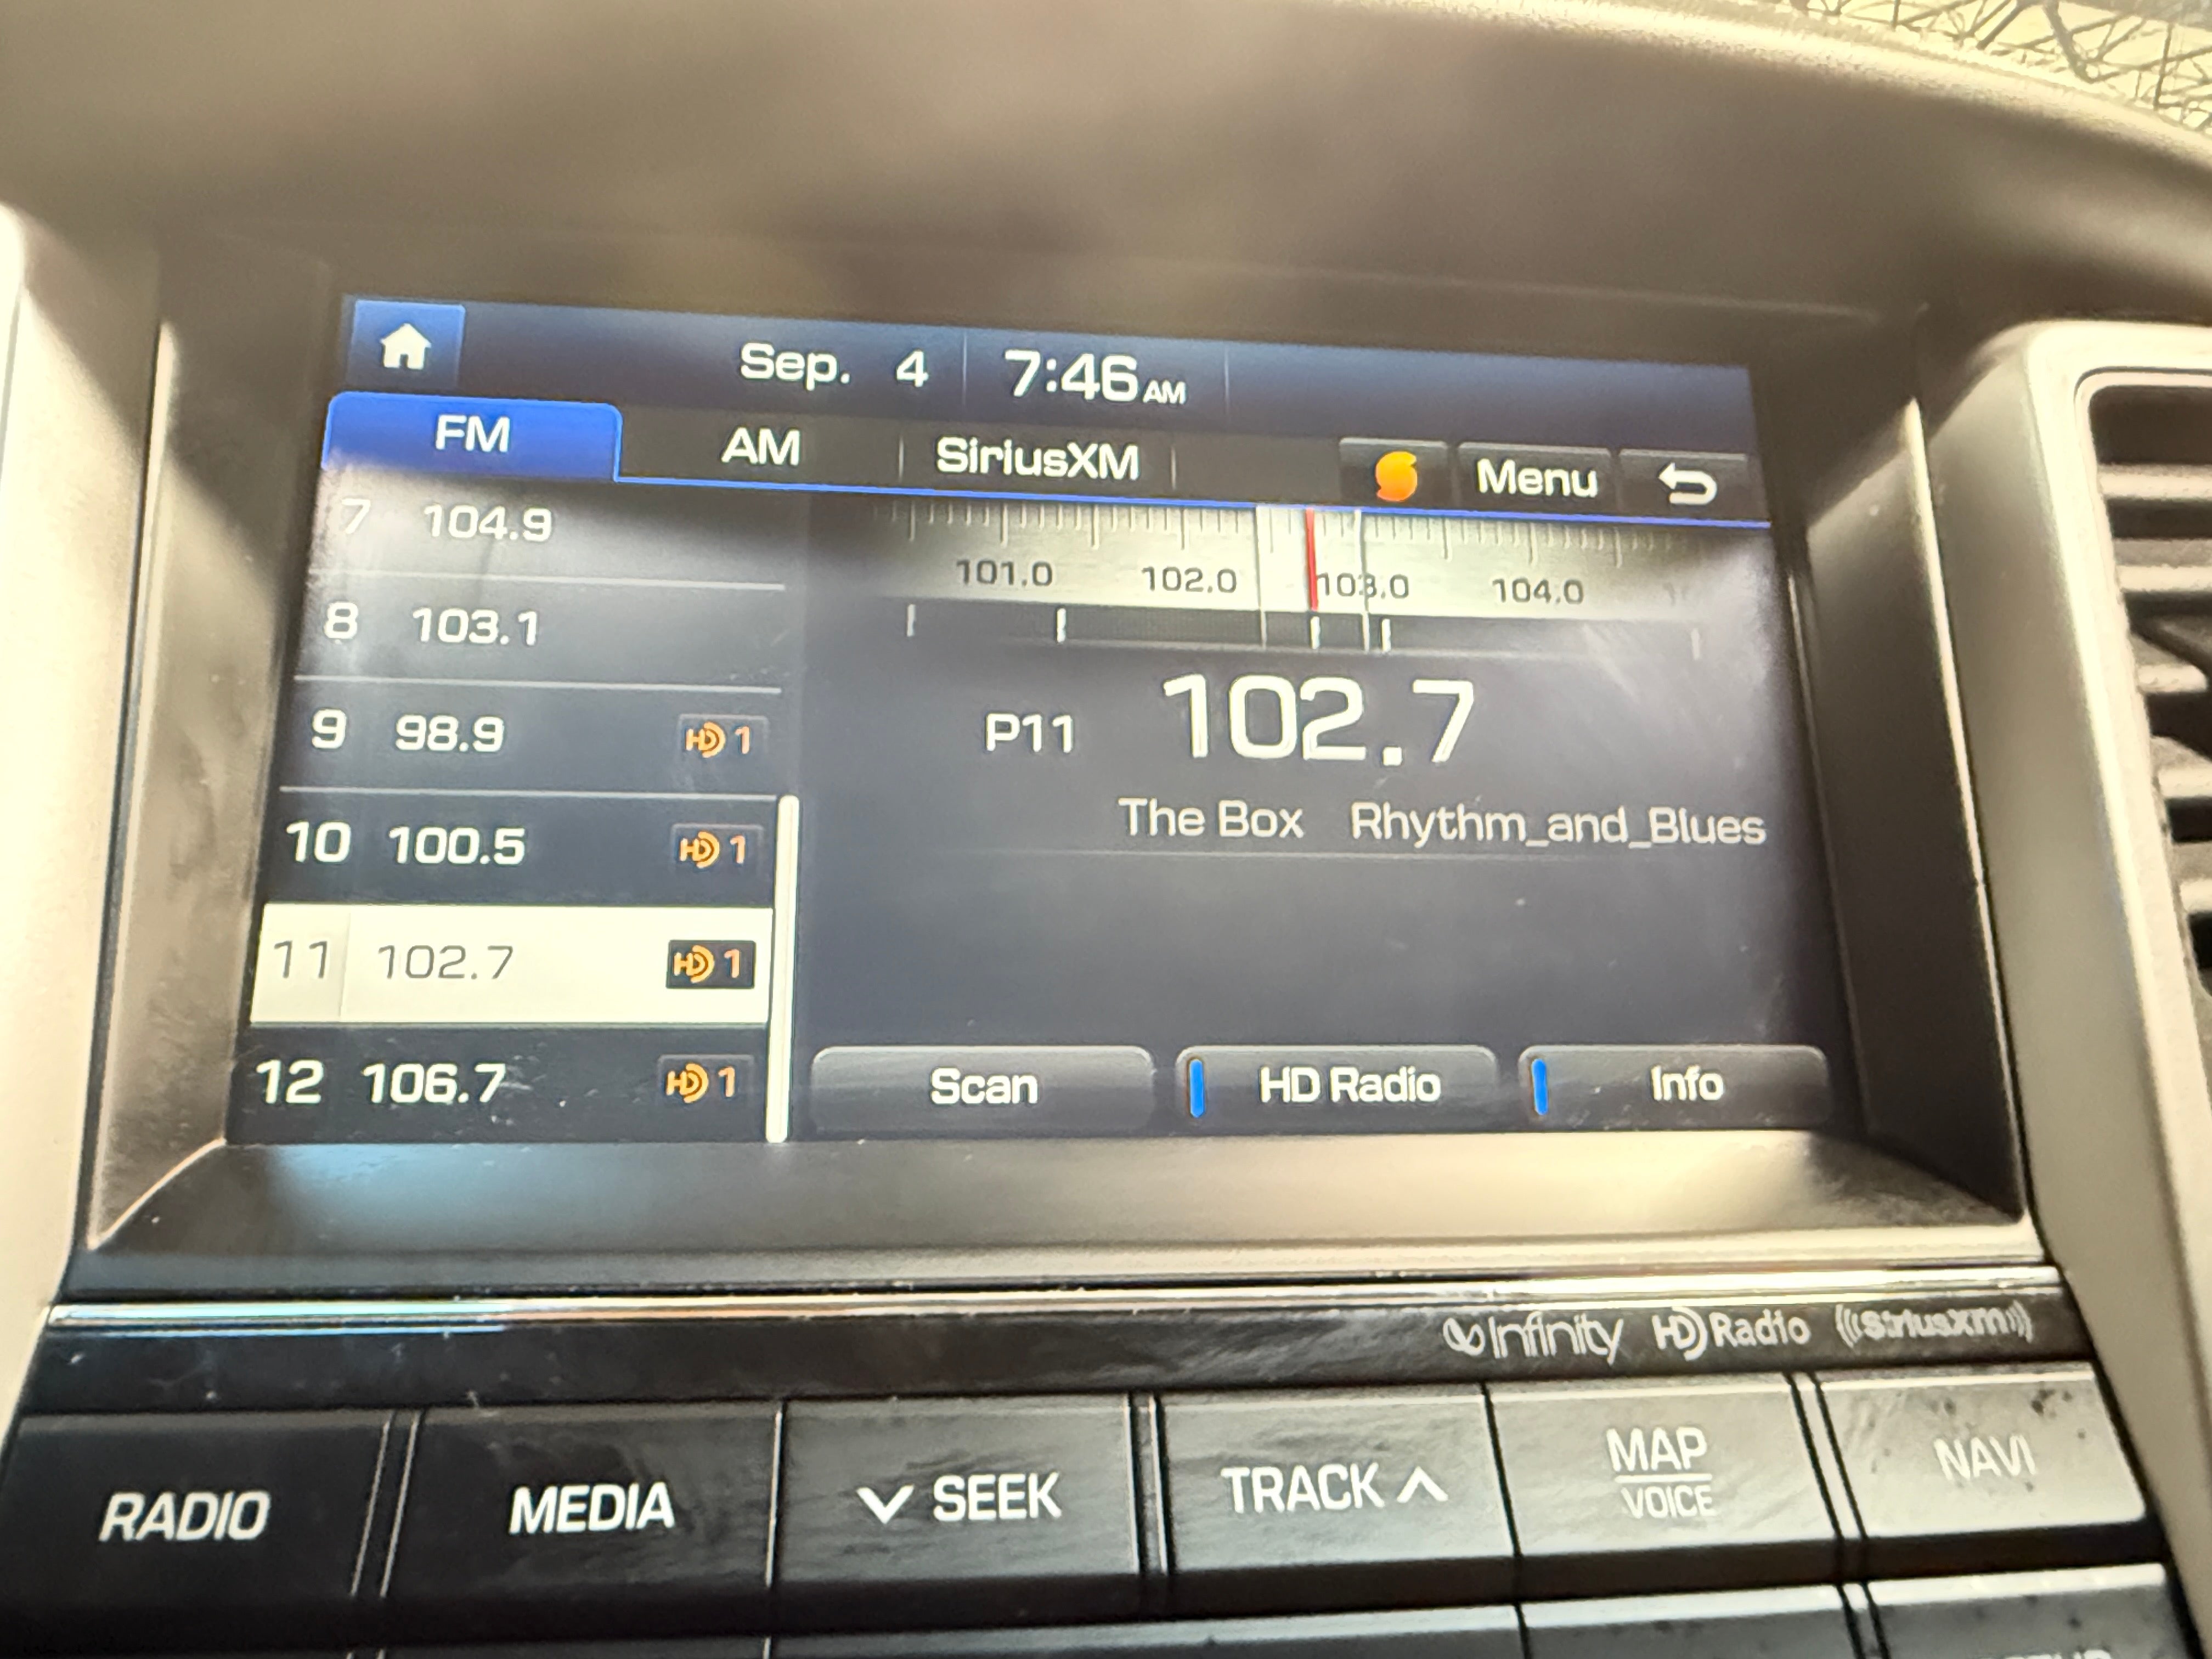 Sep. 4 7:46 AM
FM AM SiriusXM Menu
7 104.9
8 103.1
9 98.9 HD 1
10 100.5 HD 1
11 102.7 HD 1
12 106.7 HD 1
101.0 102.0 103.0 104.0
P11 102.7
The Box Rhythm_and_Blues
Scan HD Radio Info
Infinity HD Radio ((SiriusXM))
RADIO MEDIA SEEK TRACK MAP NAVI
VOICE